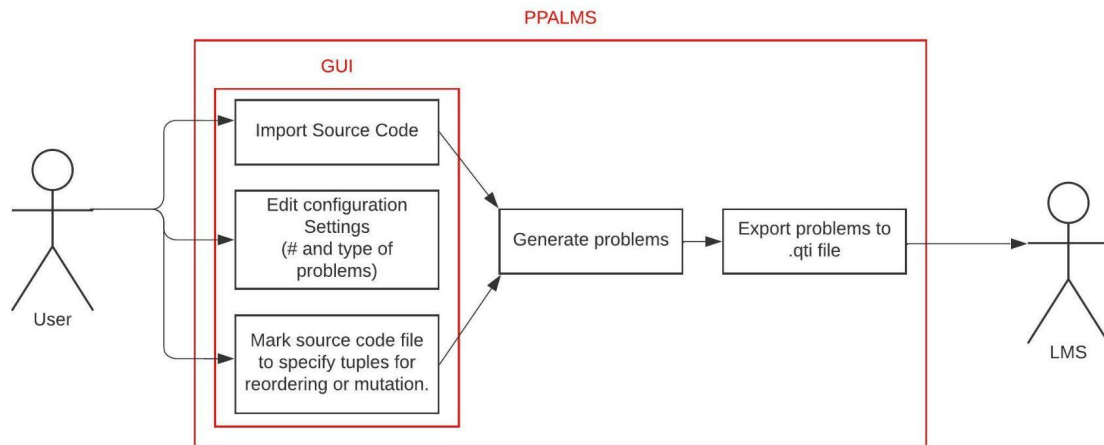 PPALMS
GUI
Import Source Code
Edit configuration
Settings
(# and type of
problems)
Mark source code file
to specify tuples for
reordering or mutation.
Generate problems
Export problems to
.qti file
User
LMS